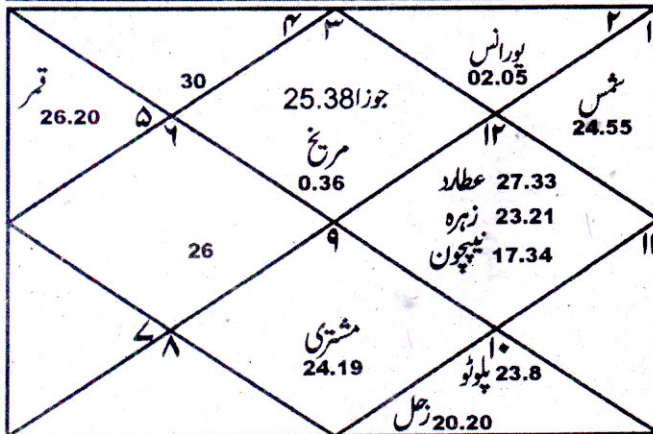 ۴ ۳ ۲ ۱
یورانس
02.05
قمر
26.20
30
جوزا 25.38
شمس
24.55
۵ ۶ ۱۲
مریخ
0.36
عطارد 27.33
زہرہ 23.21
نیپچون 17.34
26
۹ ۱۱
۷ ۸ ۱۰
مشتری
24.19
پلوٹو 23.8
زحل 20.20